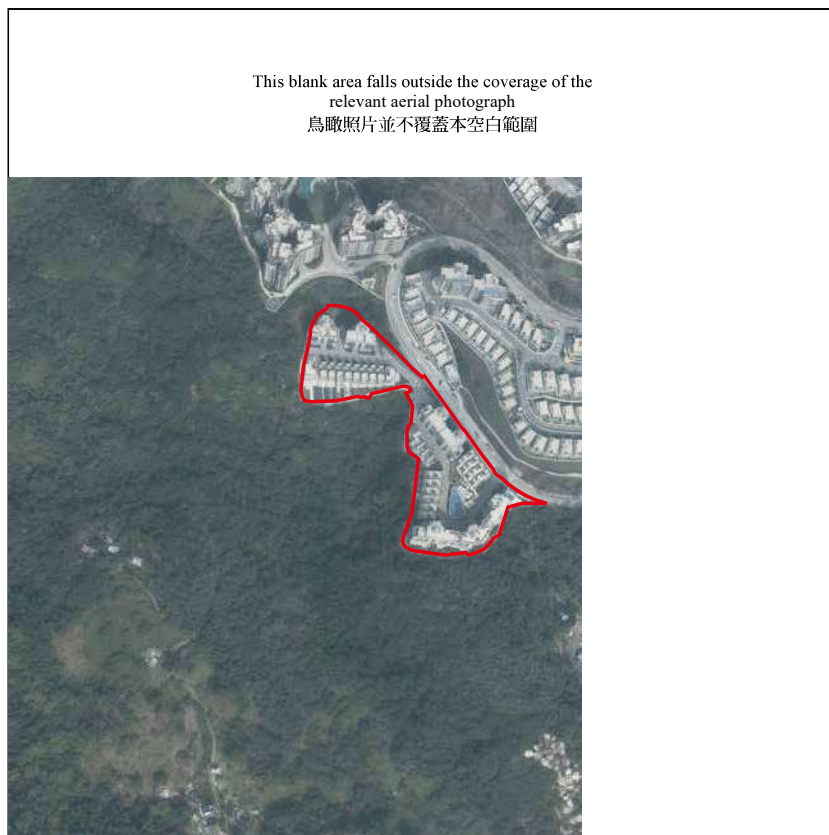 This blank area falls outside the coverage of the
relevant aerial photograph
鳥瞰照片並不覆蓋本空白範圍